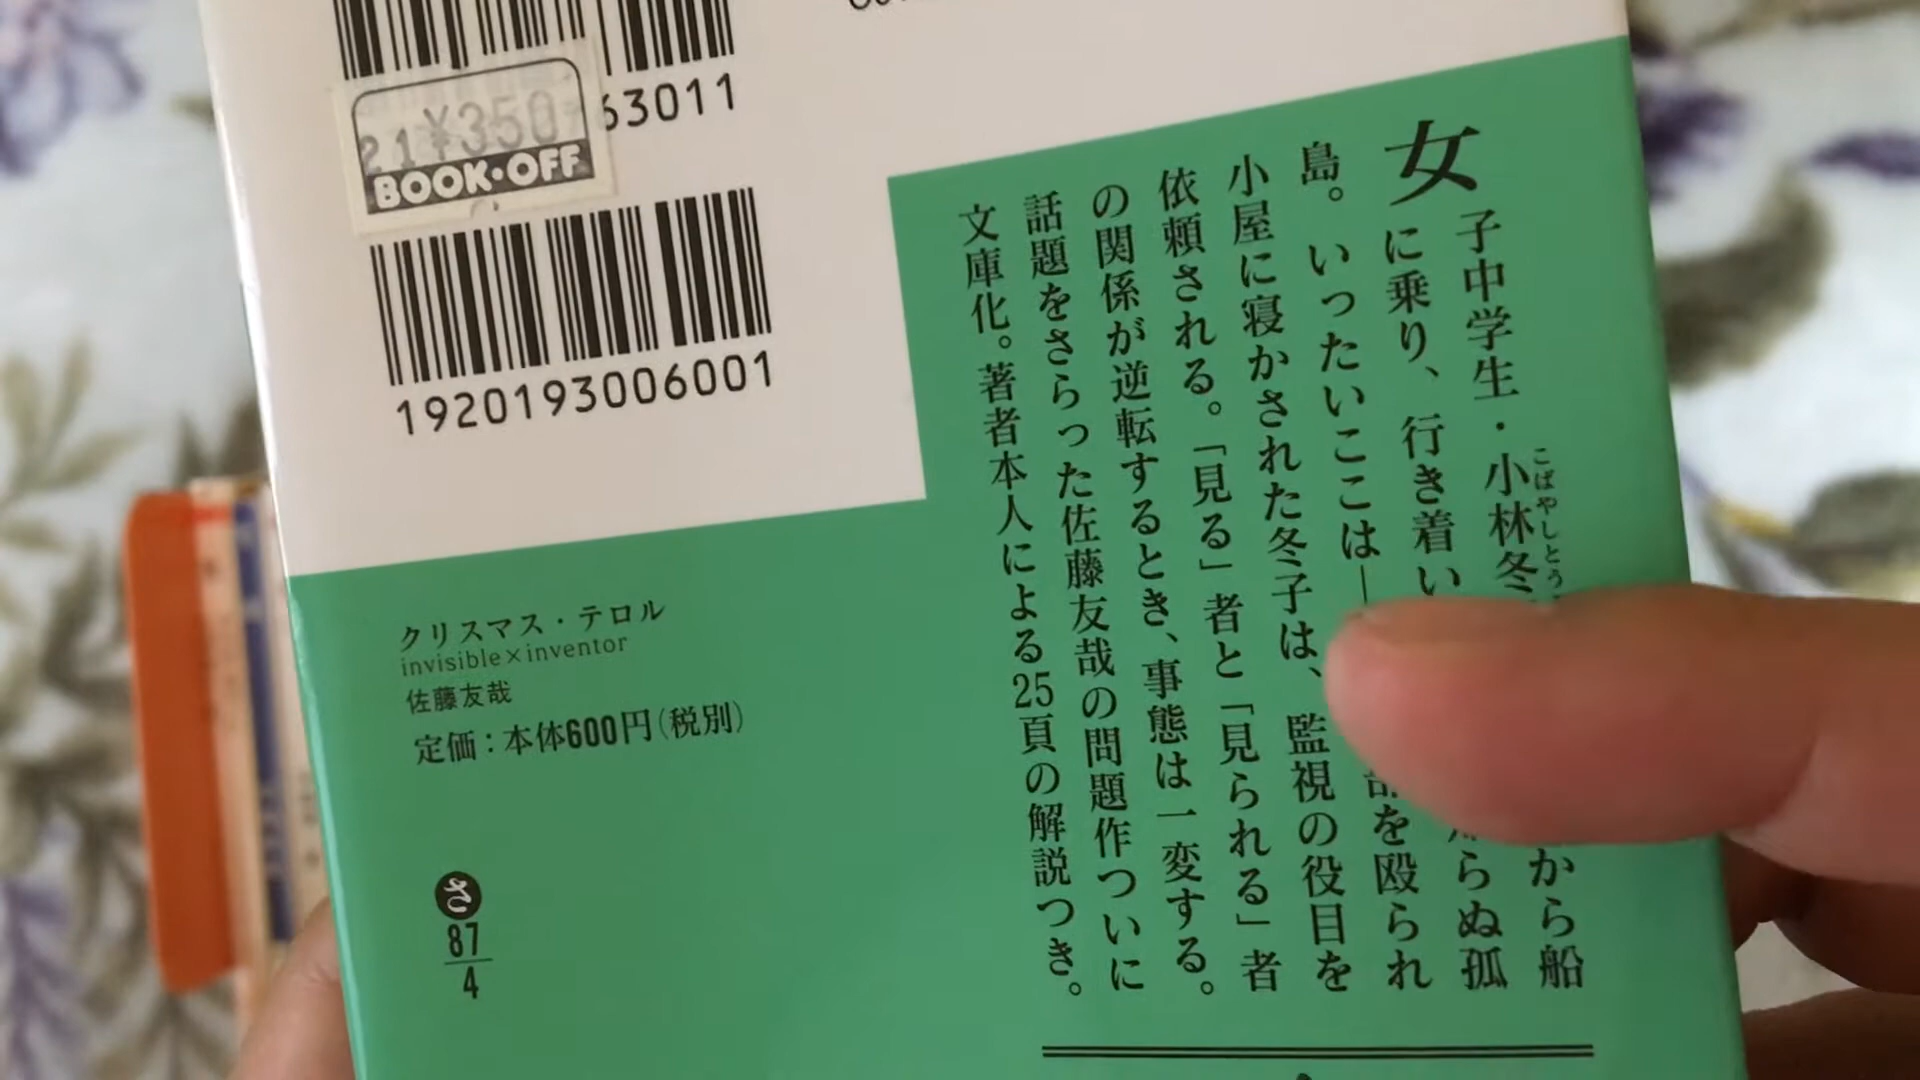 63011
21 ¥350
BOOK・OFF
1920193006001
女子中学生・小林冬から船
こばやしとう
に乗り、行き着いらぬ孤
島。いったいここは―を殴られ
小屋に寝かされた冬子は、監視の役目を
依頼される。「見る」者と「見られる」者
の関係が逆転するとき、事態は一変する。
話題をさらった佐藤友哉の問題作ついに
文庫化。著者本人による25頁の解説つき。
クリスマス・テロル
invisible×inventor
佐藤友哉
定価：本体600円（税別）
さ
87
4